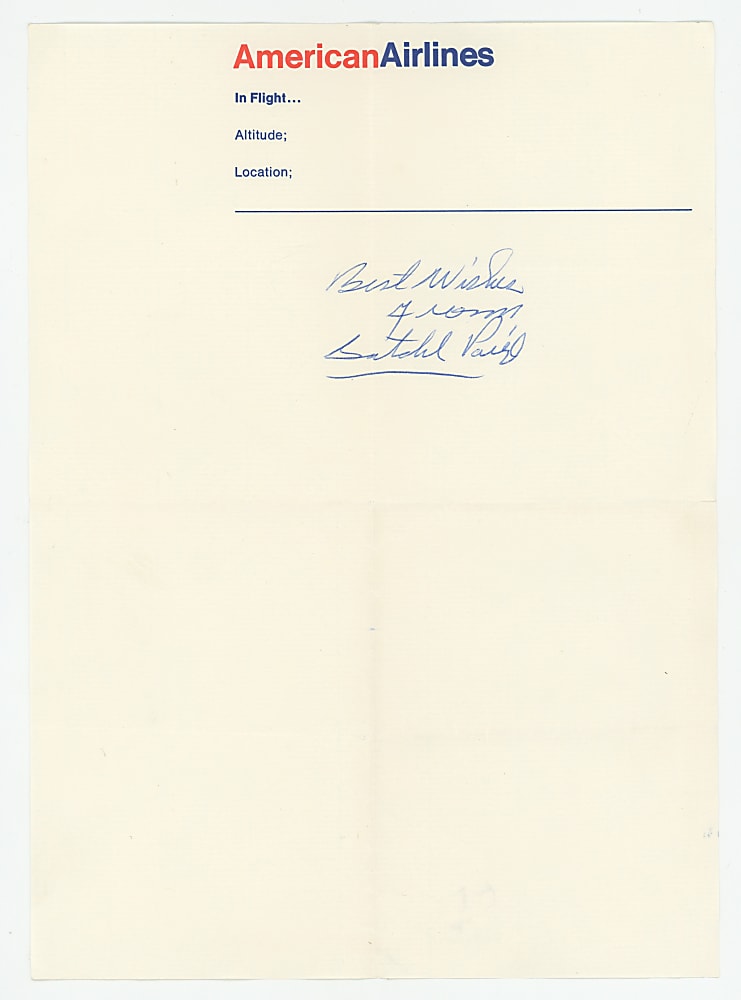 AmericanAirlines
In Flight...
Altitude;
Location;
Best Wishes
from
Satchel Paige